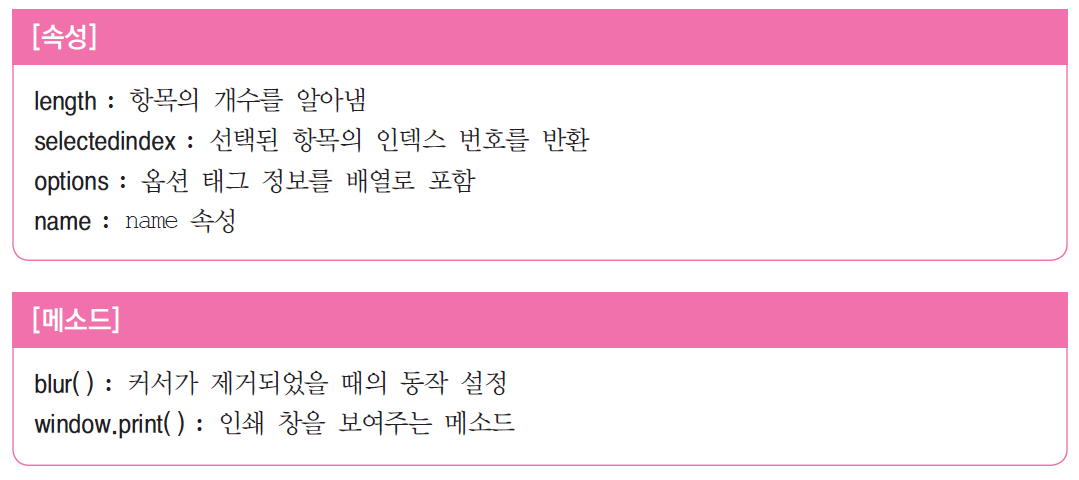 [속성]
length : 항목의 개수를 알아냄
selectedindex : 선택된 항목의 인덱스 번호를 반환
options : 옵션 태그 정보를 배열로 포함
name : name 속성
[메소드]
blur( ) : 커서가 제거되었을 때의 동작 설정
window.print( ) : 인쇄 창을 보여주는 메소드